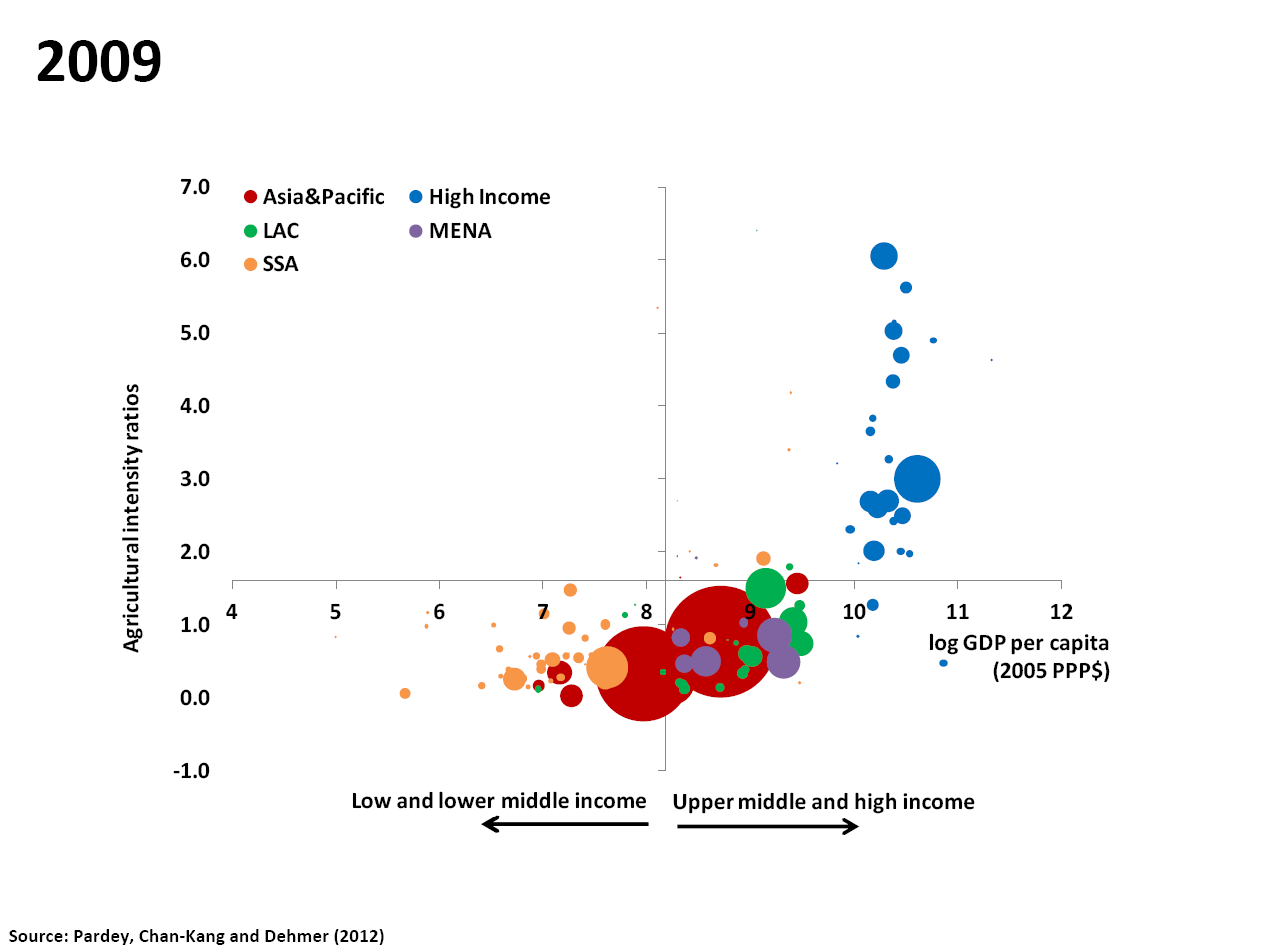 2009
7.0
Asia&Pacific High Income
LAC MENA
6.0 SSA
5.0
4.0
Agricultural intensity ratios
3.0
2.0
4 5 6 7 8 9 10 11 12
1.0
log GDP per capita
(2005 PPP$)
0.0
-1.0
Low and lower middle income Upper middle and high income
Source: Pardey, Chan-Kang and Dehmer (2012)